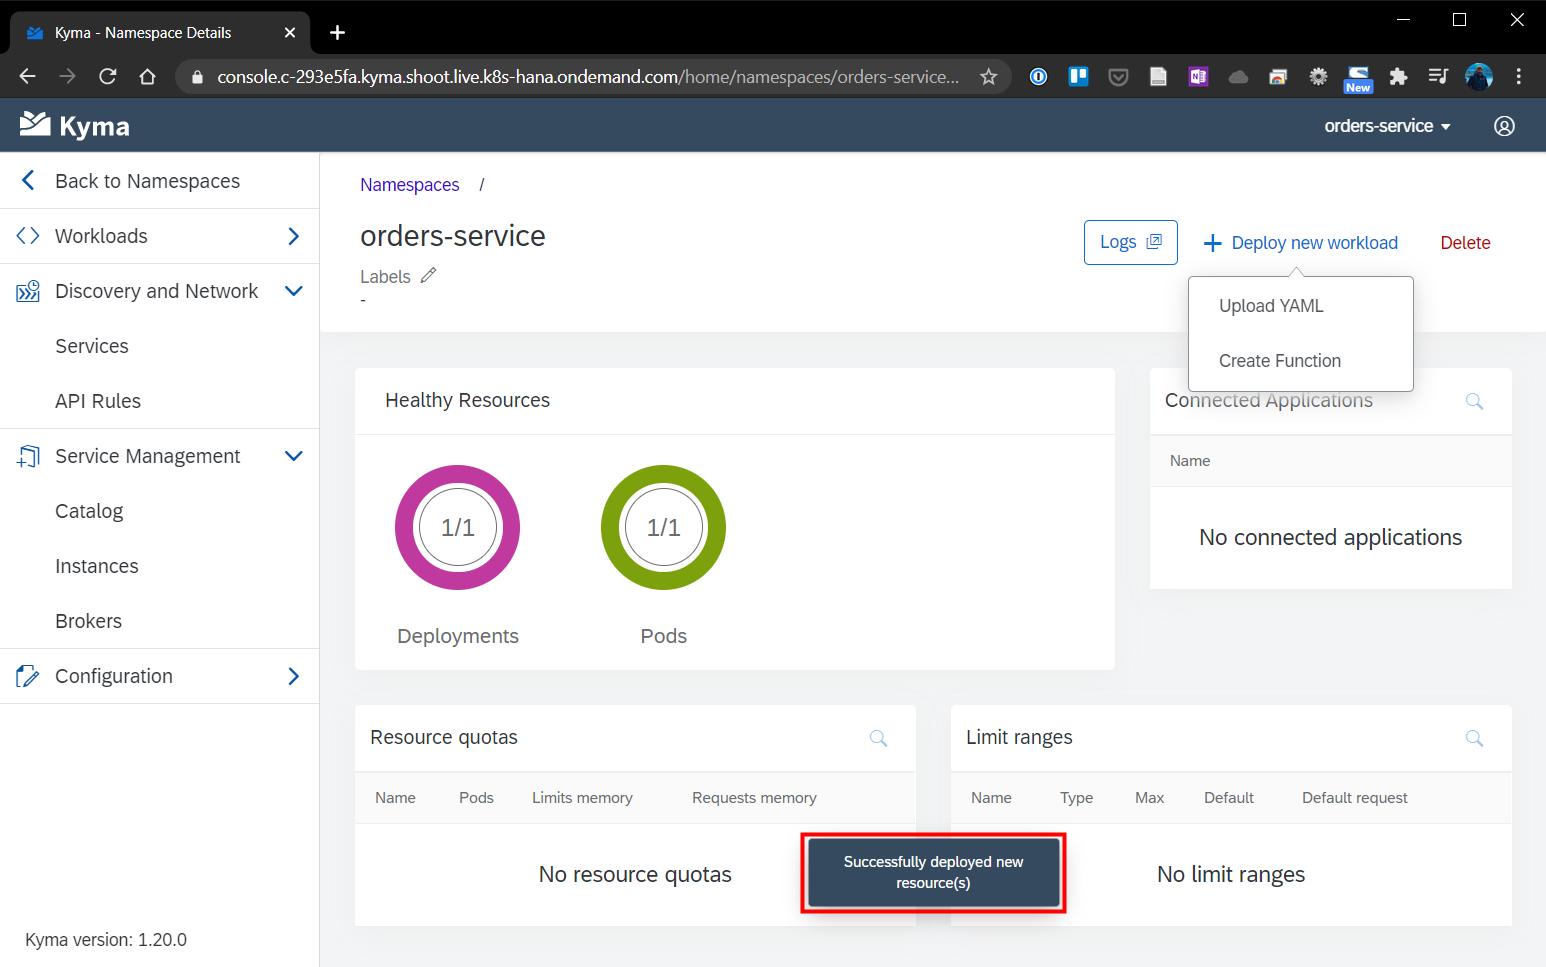 Kyma - Namespace Details
console.c-293e5fa.kyma.shoot.live.k8s-hana.ondemand.com/home/namespaces/orders-service...
New
Kyma
orders-service
Back to Namespaces
Workloads
Discovery and Network
Services
API Rules
Service Management
Catalog
Instances
Brokers
Configuration
Kyma version: 1.20.0
Namespaces /
orders-service
Labels
-
Logs
Deploy new workload
Delete
Upload YAML
Create Function
Healthy Resources
1/1
Deployments
1/1
Pods
Connected Applications
Name
No connected applications
Resource quotas
Name Pods Limits memory Requests memory
No resource quotas
Limit ranges
Name Type Max Default Default request
No limit ranges
Successfully deployed new
resource(s)